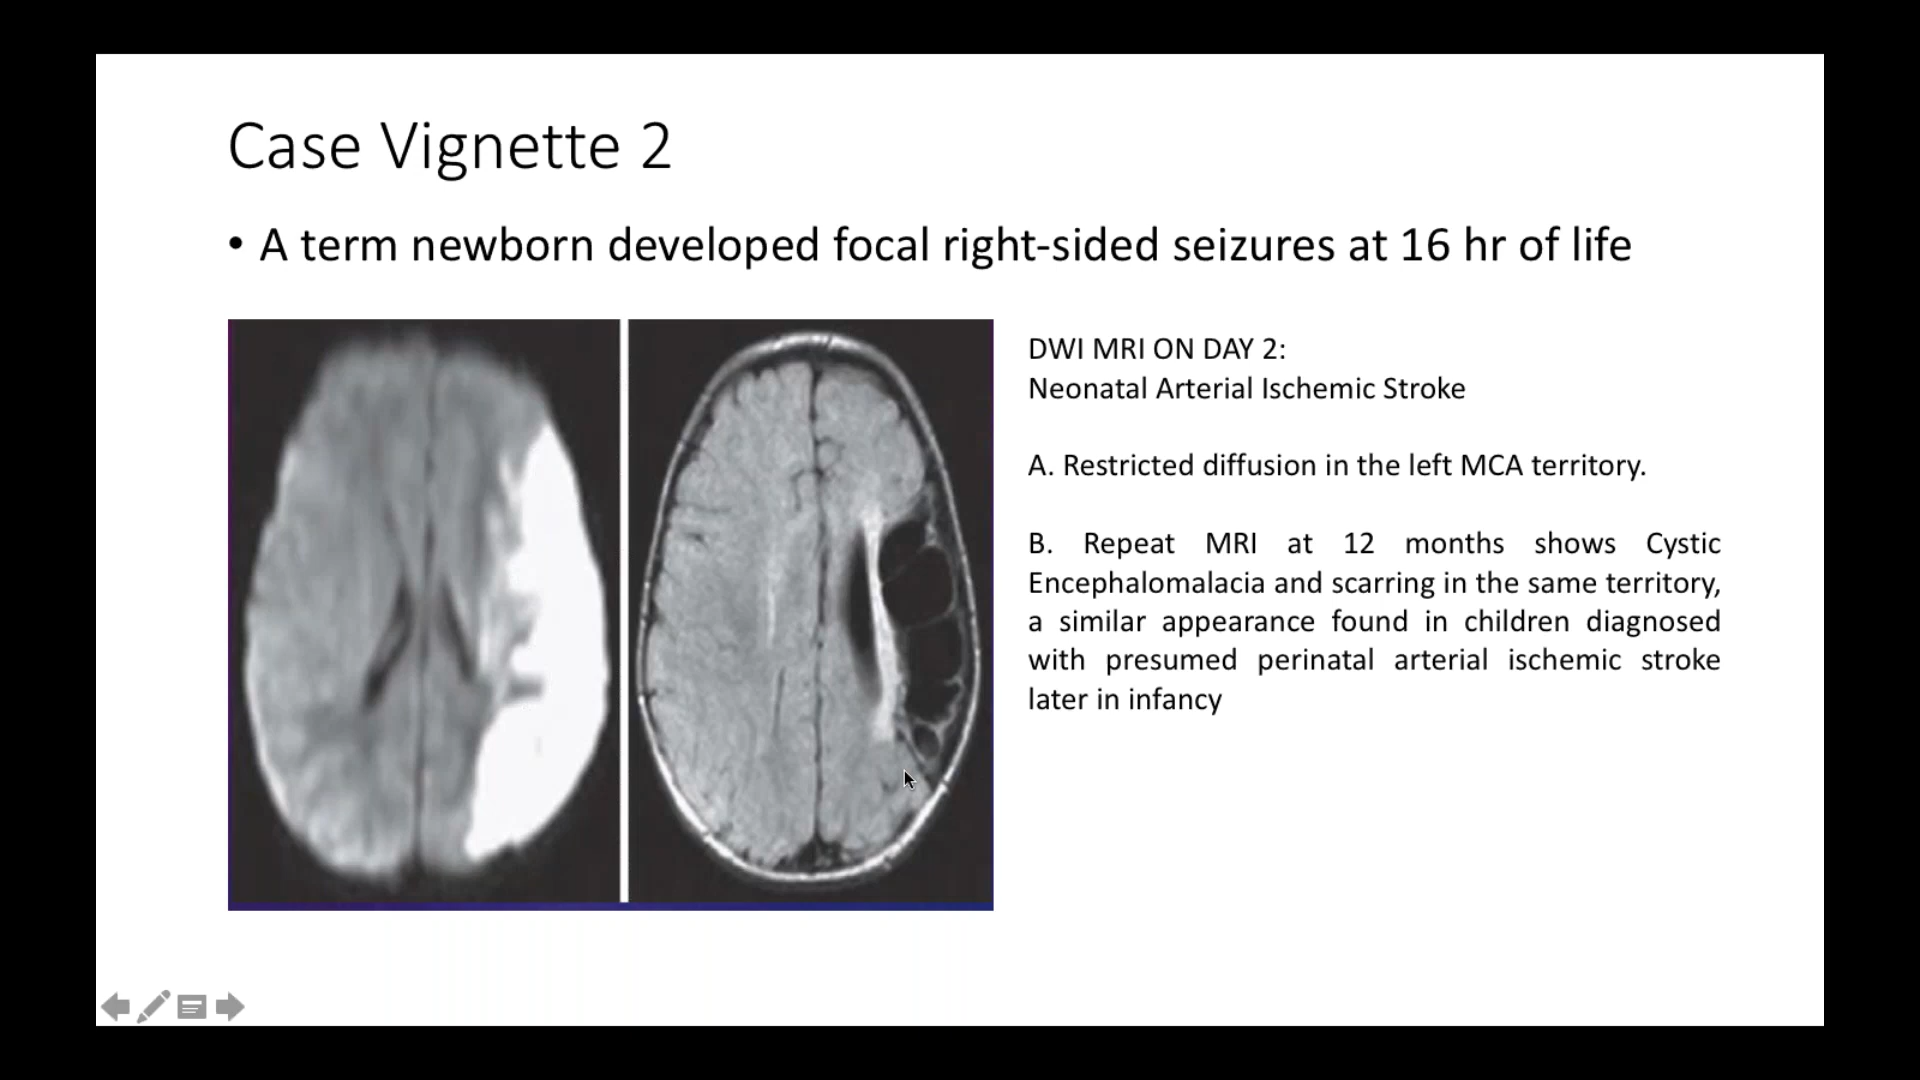 Case Vignette 2
• A term newborn developed focal right-sided seizures at 16 hr of life
DWI MRI ON DAY 2:
Neonatal Arterial Ischemic Stroke
A. Restricted diffusion in the left MCA territory.
B. Repeat MRI at 12 months shows Cystic
Encephalomalacia and scarring in the same territory,
a similar appearance found in children diagnosed
with presumed perinatal arterial ischemic stroke
later in infancy